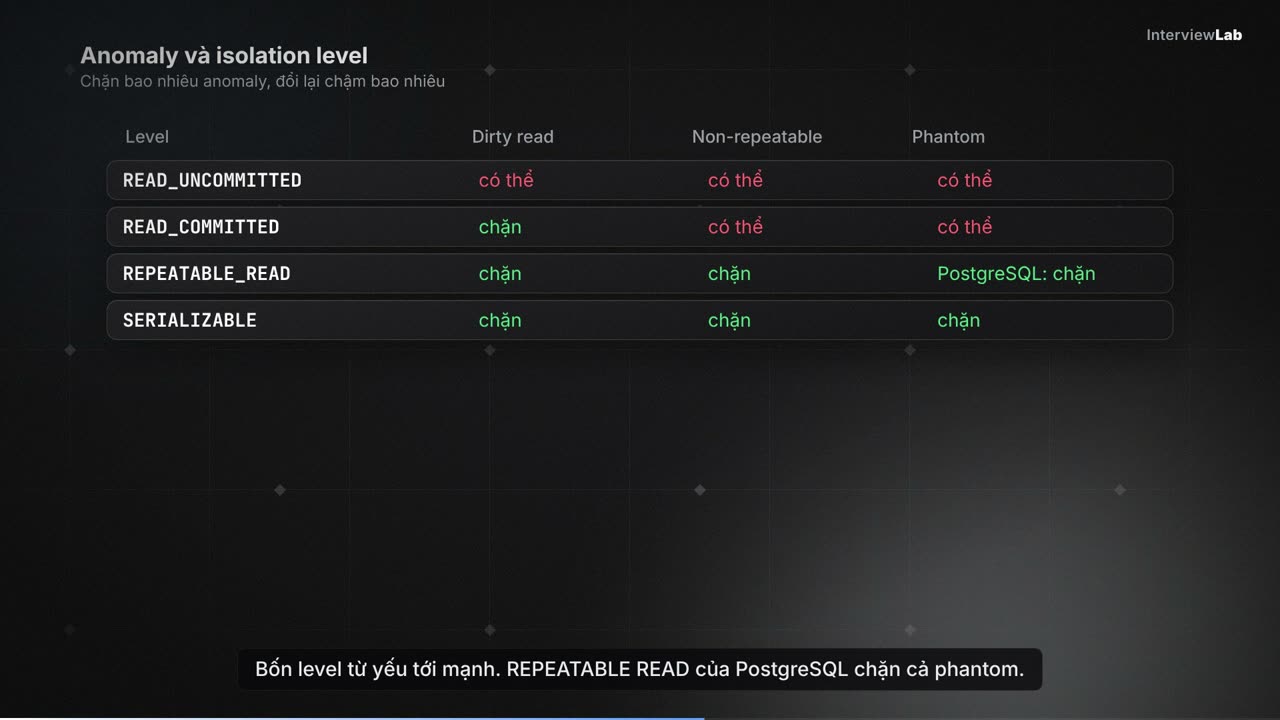 InterviewLab
Anomaly và isolation level
Chặn bao nhiêu anomaly, đổi lại chậm bao nhiêu
Level Dirty read Non-repeatable Phantom
READ_UNCOMMITTED có thể có thể có thể
READ_COMMITTED chặn có thể có thể
REPEATABLE_READ chặn chặn PostgreSQL: chặn
SERIALIZABLE chặn chặn chặn
Bốn level từ yếu tới mạnh. REPEATABLE READ của PostgreSQL chặn cả phantom.